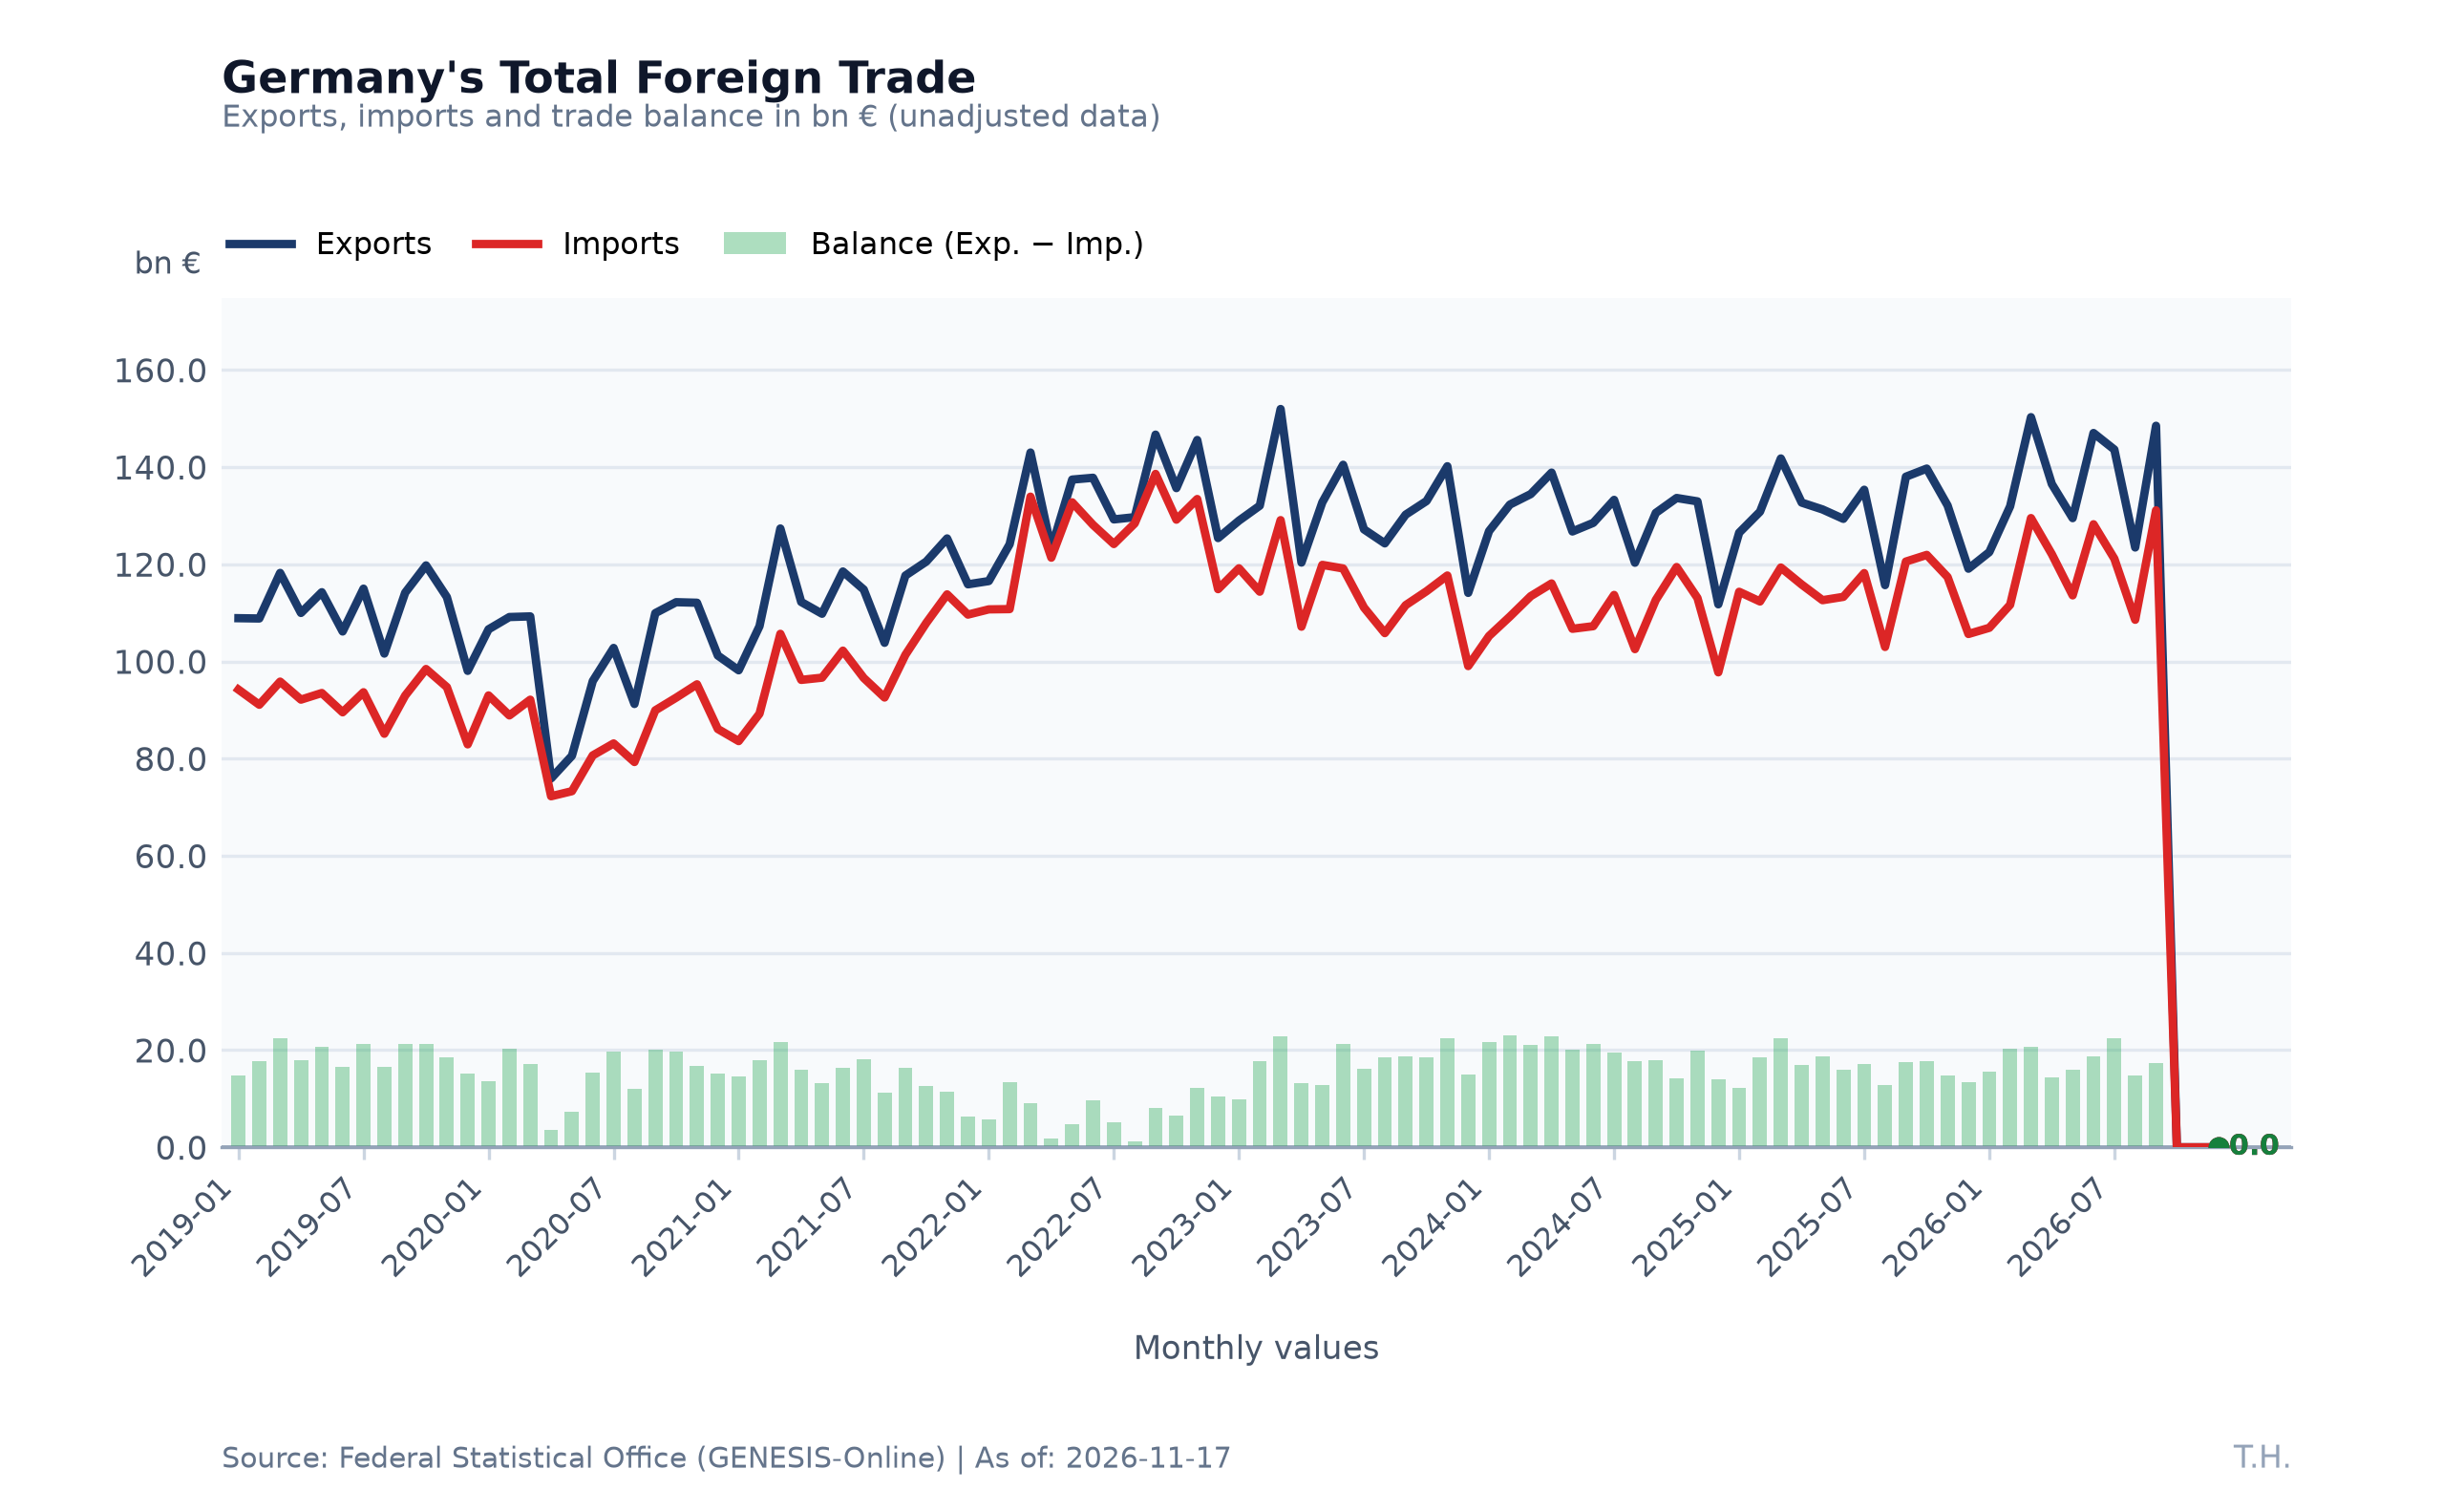 Germany's Total Foreign Trade
Exports, imports and trade balance in bn € (unadjusted data)
Exports
Imports
Balance (Exp. − Imp.)
bn €
160.0
140.0
120.0
100.0
80.0
60.0
40.0
20.0
0.0
0.0
2019-01
2019-07
2020-01
2020-07
2021-01
2021-07
2022-01
2022-07
2023-01
2023-07
2024-01
2024-07
2025-01
2025-07
2026-01
2026-07
Monthly values
Source: Federal Statistical Office (GENESIS-Online) | As of: 2026-11-17
T.H.